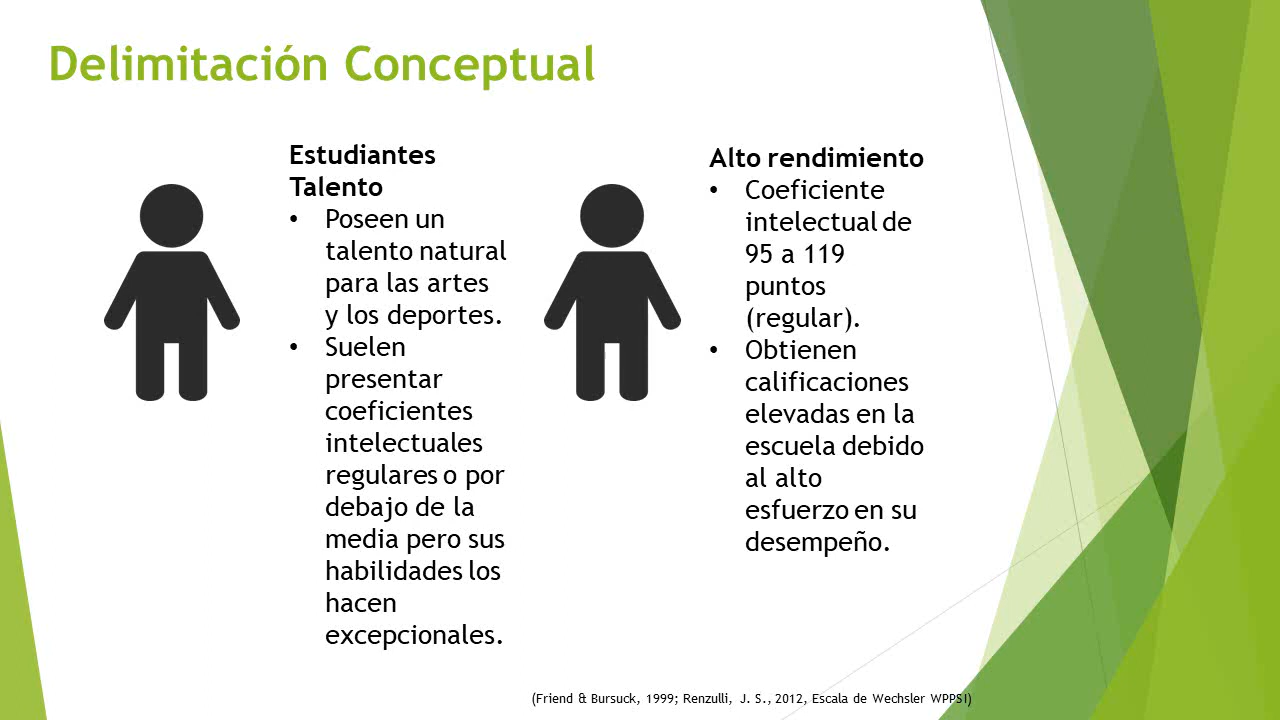 Delimitación Conceptual
Estudiantes
Talento
• Poseen un
talento natural
para las artes
y los deportes.
• Suelen
presentar
coeficientes
intelectuales
regulares o por
debajo de la
media pero sus
habilidades los
hacen
excepcionales.
Alto rendimiento
• Coeficiente
intelectual de
95 a 119
puntos
(regular).
• Obtienen
calificaciones
elevadas en la
escuela debido
al alto
esfuerzo en su
desempeño.
(Friend & Bursuck, 1999; Renzulli, J. S., 2012, Escala de Wechsler WPPSI)